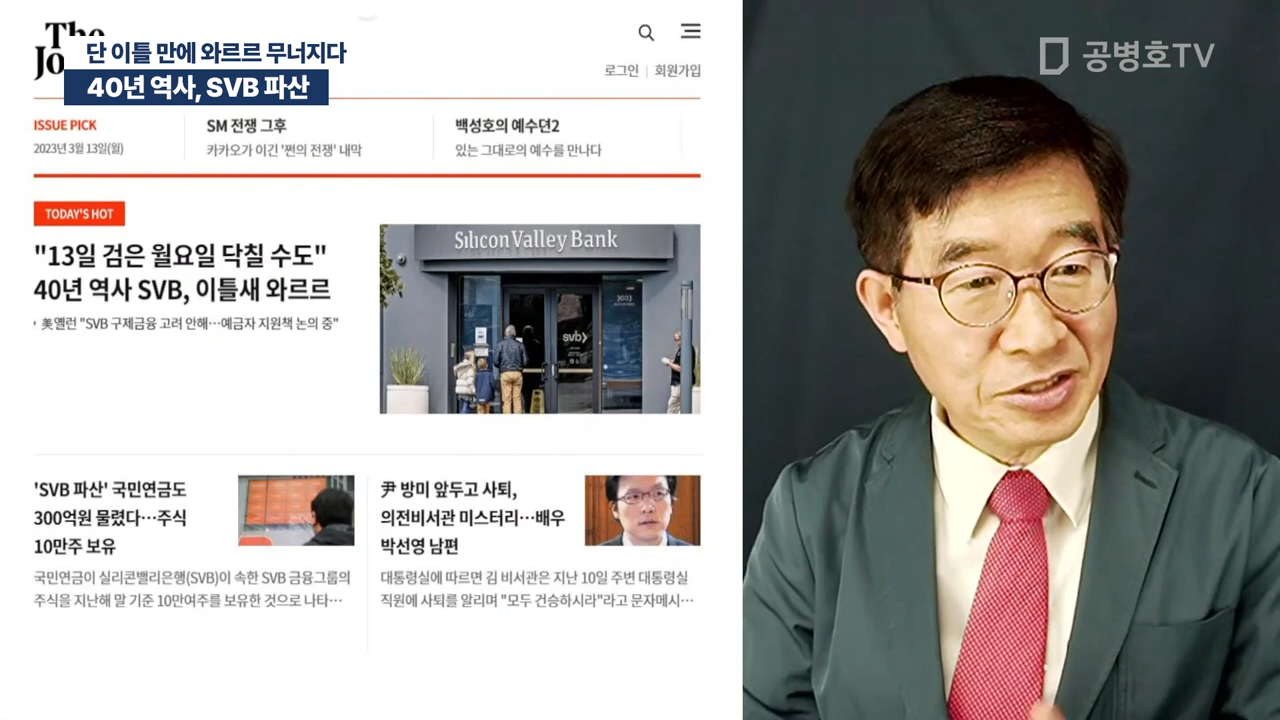 The
Jo
단 이틀 만에 와르르 무너지다
40년 역사, SVB 파산
로그인 | 회원가입
공병호TV
ISSUE PICK
2023년 3월 13일(월)
SM 전쟁 그후
카카오가 이긴 '쩐의 전쟁' 내막
백성호의 예수뎐2
있는 그대로의 예수를 만나다
TODAY'S HOT
"13일 검은 월요일 닥칠 수도"
40년 역사 SVB, 이틀새 와르르
美옐런 "SVB 구제금융 고려 안해…예금자 지원책 논의 중"
Silicon Valley Bank
3003
svb
'SVB 파산' 국민연금도
300억원 물렸다…주식
10만주 보유
국민연금이 실리콘밸리은행(SVB)이 속한 SVB 금융그룹의
주식을 지난해 말 기준 10만여주를 보유한 것으로 나타…
尹 방미 앞두고 사퇴,
의전비서관 미스터리…배우
박선영 남편
대통령실에 따르면 김 비서관은 지난 10일 주변 대통령실
직원에 사퇴를 알리며 "모두 건승하시라"라고 문자메시…